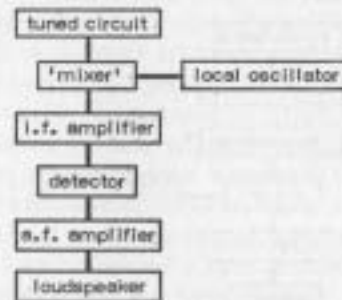 tuned circuit
'mixer' local oscillator
i.f. amplifier
detector
a.f. amplifier
loudspeaker